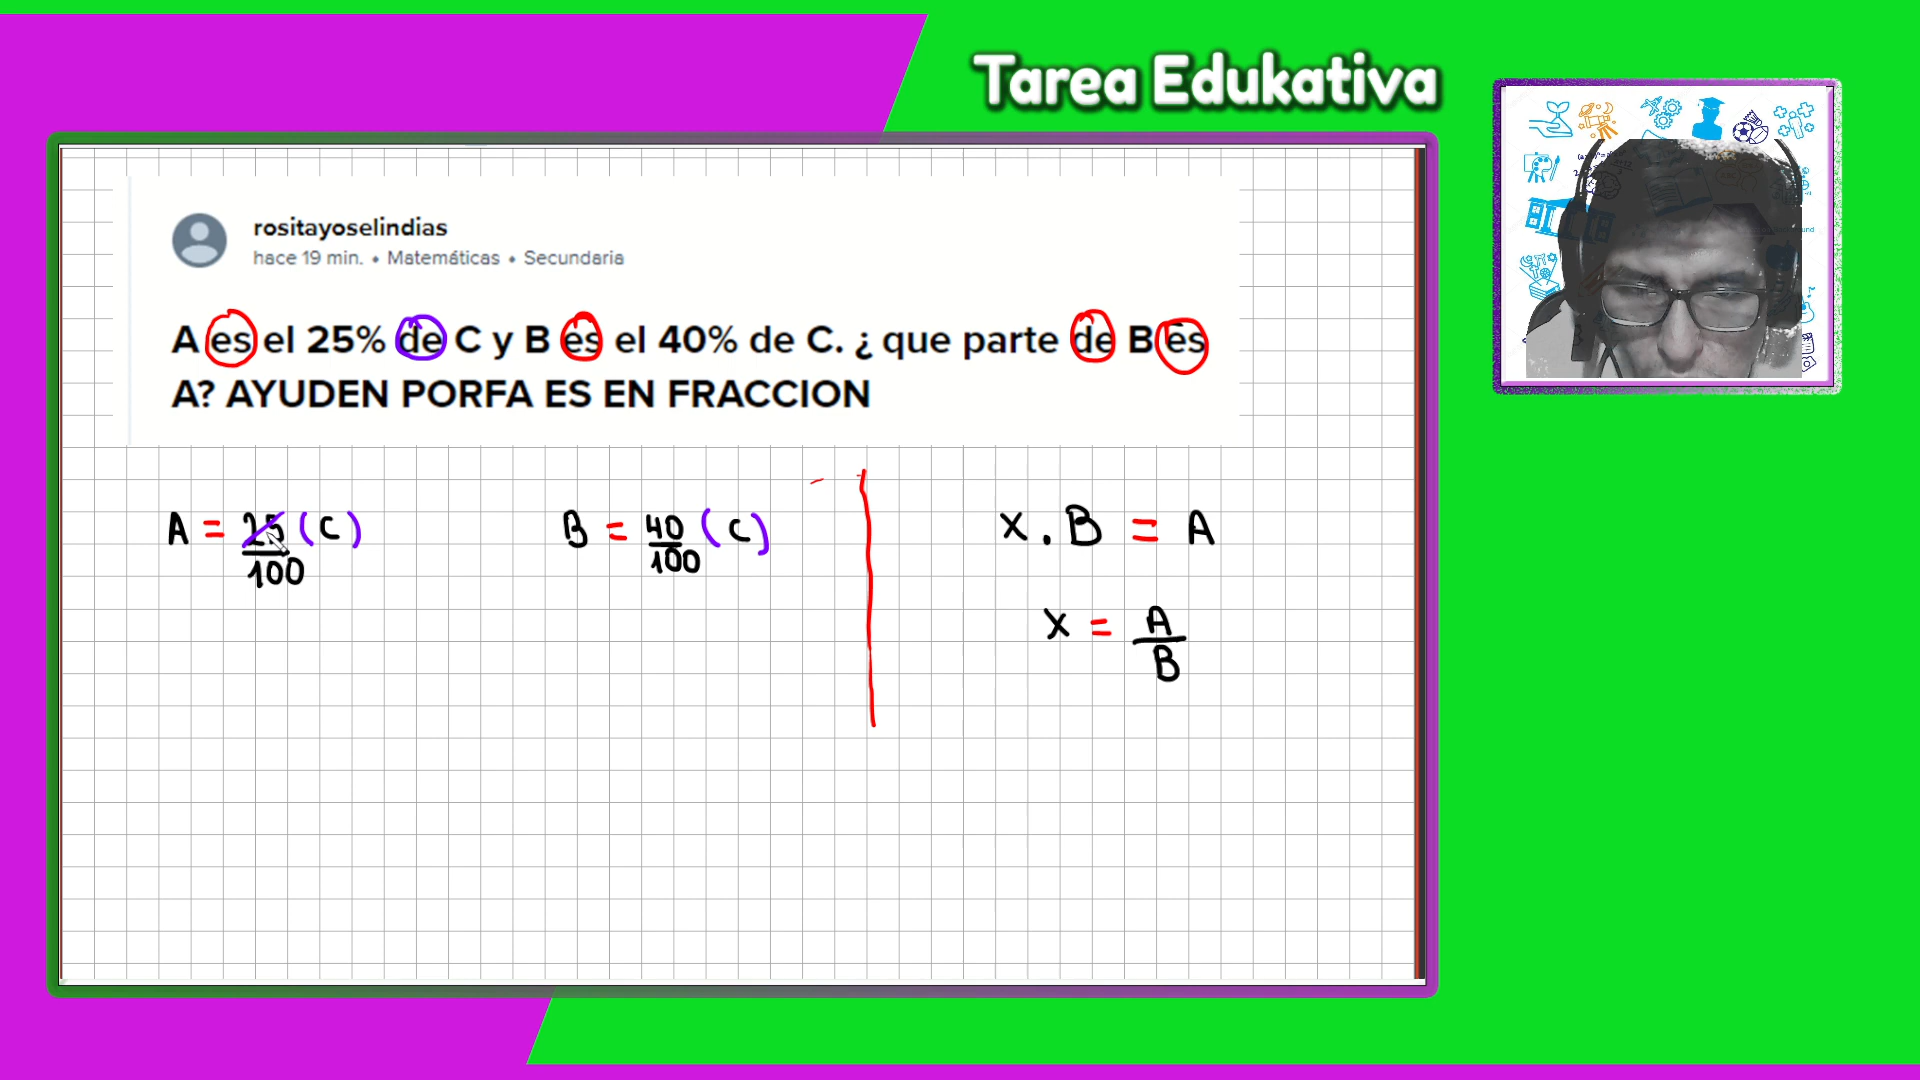 Tarea Edukativa
rositayoselindias
hace 19 min. • Matemáticas • Secundaria
A es el 25% de C y B es el 40% de C. ¿ que parte de B es
A? AYUDEN PORFA ES EN FRACCION
A = 25/100 (C)
B = 40/100 (C)
x . B = A
x = A/B